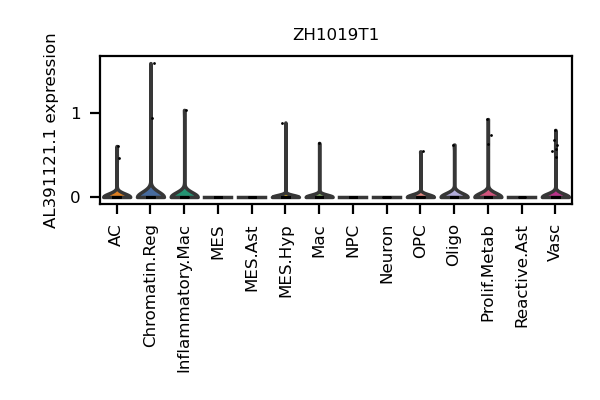 ZH1019T1
AL391121.1 expression
1
0
AC
Chromatin.Reg
Inflammatory.Mac
MES
MES.Ast
MES.Hyp
Mac
NPC
Neuron
OPC
Oligo
Prolif.Metab
Reactive.Ast
Vasc